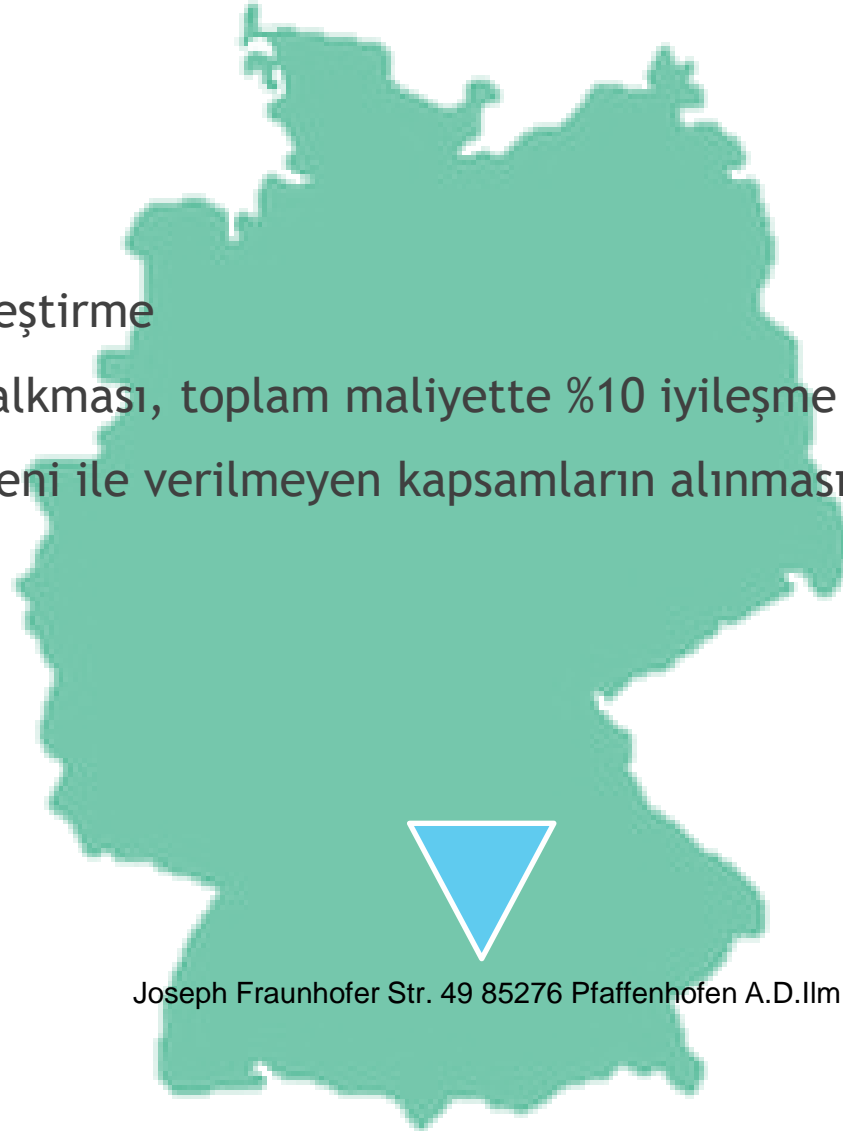 eştirme
alkması, toplam maliyette %10 iyileşme
eni ile verilmeyen kapsamların alınması
Joseph Fraunhofer Str. 49 85276 Pfaffenhofen A.D.Ilm